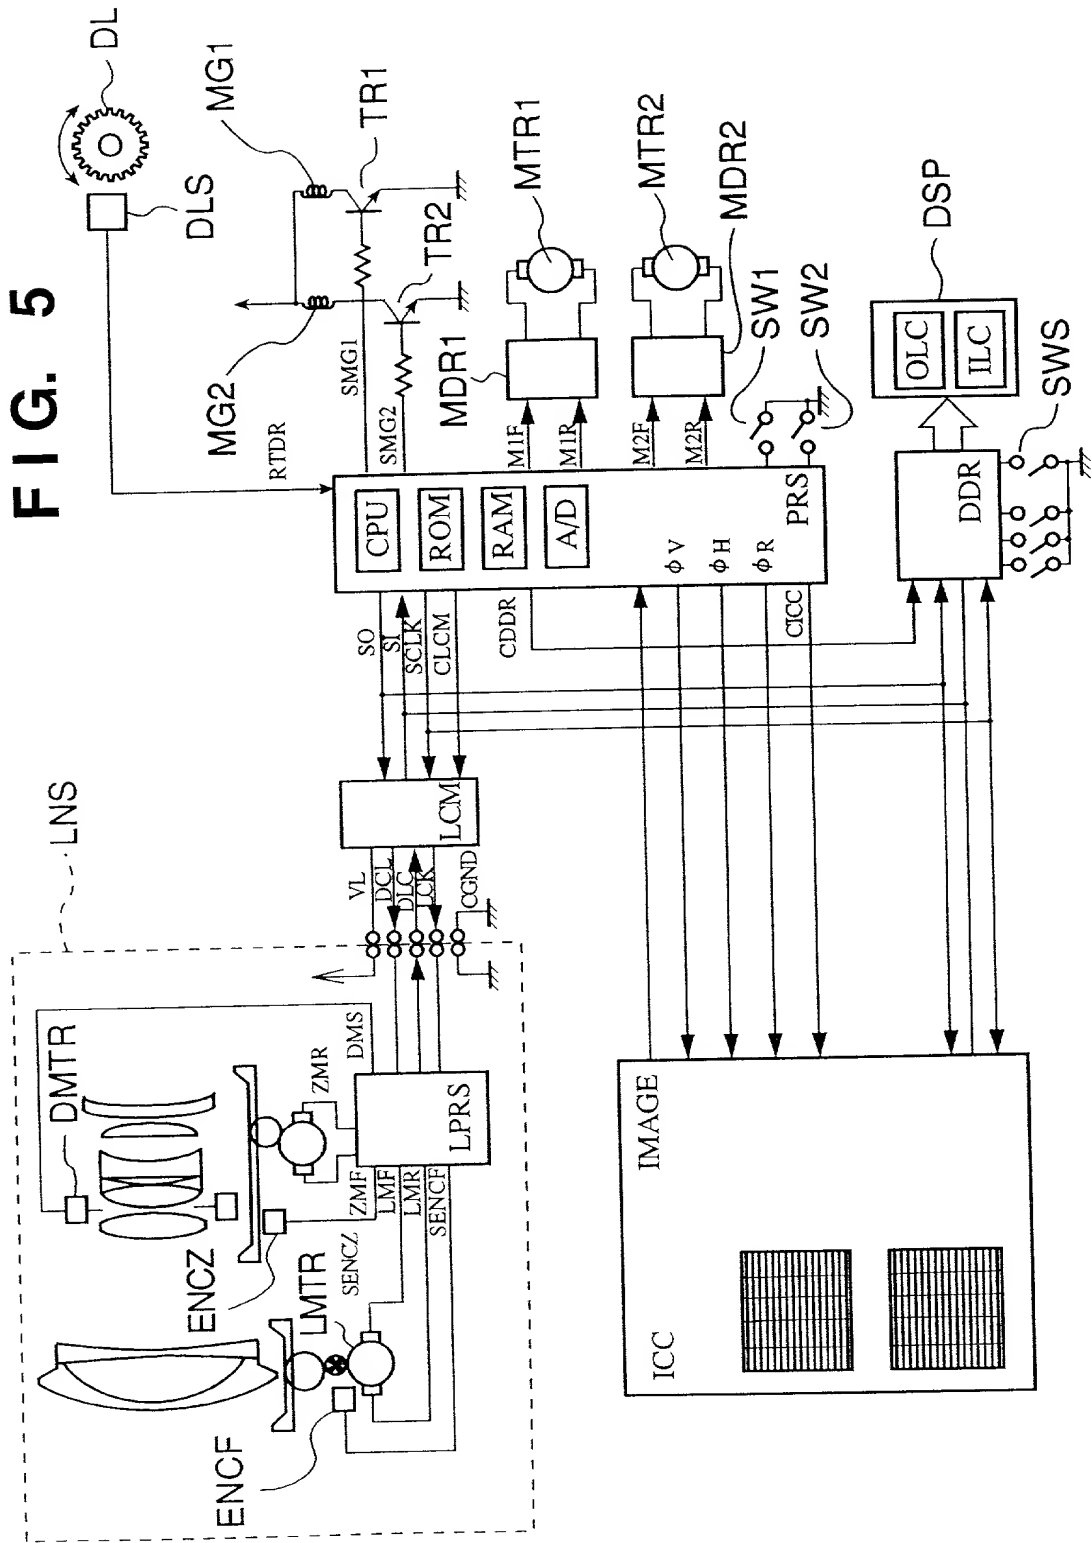 FIG. 5
DL
DLS
MG1
MG2
TR1
TR2
RTDR
SMG1
SMG2
MDR1
MTR1
MTR2
MDR2
M1F
M1R
M2F
M2R
SW1
SW2
DSP
OLC
ILC
SWS
DDR
CPU
ROM
RAM
A/D
PRS
φV
φH
φR
SO
SI
SCLK
CLCM
CDDR
CICC
LCM
LNS
VL
DCL
DLC
LCK
CGND
DMTR
DMS
ZMR
LPRS
ZMF
LMF
LMR
SENCF
SENCZ
ENCZ
LMTR
ENCF
IMAGE
ICC